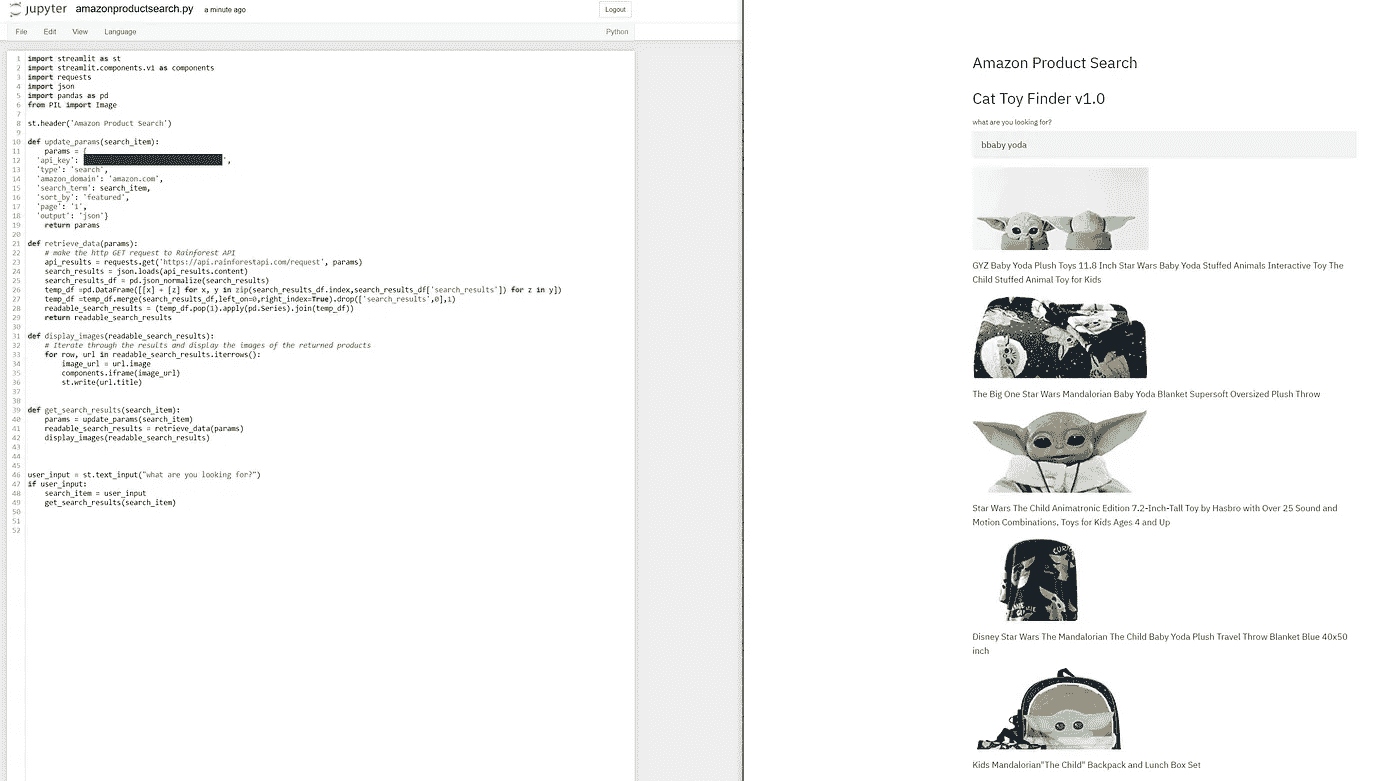 jupyter amazonproductsearch.py a minute ago Logout
File Edit View Language Python
1 import streamlit as st
2 import streamlit.components.v1 as components
3 import requests
4 import json
5 import pandas as pd
6 from PIL import Image
7
8 st.header('Amazon Product Search')
9
10 def update_params(search_item):
11 params = {
12 'api_key': ',
13 'type': 'search',
14 'amazon_domain': 'amazon.com',
15 'search_term': search_item,
16 'sort_by': 'featured',
17 'page': '1',
18 'output': 'json'}
19 return params
20
21 def retrieve_data(params):
22 # make the http GET request to Rainforest API
23 api_results = requests.get('https://api.rainforestapi.com/request', params)
24 search_results = json.loads(api_results.content)
25 search_results_df = pd.json_normalize(search_results)
26 temp_df =pd.DataFrame([[x] + [z] for x, y in zip(search_results_df.index,search_results_df['search_results']) for z in y])
27 temp_df =temp_df.merge(search_results_df,left_on=0,right_index=True).drop(['search_results',0],1)
28 readable_search_results = (temp_df.pop(1).apply(pd.Series).join(temp_df))
29 return readable_search_results
30
31 def display_images(readable_search_results):
32 # Iterate through the results and display the images of the returned products
33 for row, url in readable_search_results.iterrows():
34 image_url = url.image
35 components.iframe(image_url)
36 st.write(url.title)
37
38
39 def get_search_results(search_item):
40 params = update_params(search_item)
41 readable_search_results = retrieve_data(params)
42 display_images(readable_search_results)
43
44
45
46 user_input = st.text_input("what are you looking for?")
47 if user_input:
48 search_item = user_input
49 get_search_results(search_item)
50
51
52
Amazon Product Search
Cat Toy Finder v1.0
what are you looking for?
bbaby yoda
GYZ Baby Yoda Plush Toys 11.8 Inch Star Wars Baby Yoda Stuffed Animals Interactive Toy The
Child Stuffed Animal Toy for Kids
The Big One Star Wars Mandalorian Baby Yoda Blanket Supersoft Oversized Plush Throw
Star Wars The Child Animatronic Edition 7.2-Inch-Tall Toy by Hasbro with Over 25 Sound and
Motion Combinations, Toys for Kids Ages 4 and Up
Disney Star Wars The Mandalorian The Child Baby Yoda Plush Travel Throw Blanket Blue 40x50
inch
Kids Mandalorian"The Child" Backpack and Lunch Box Set